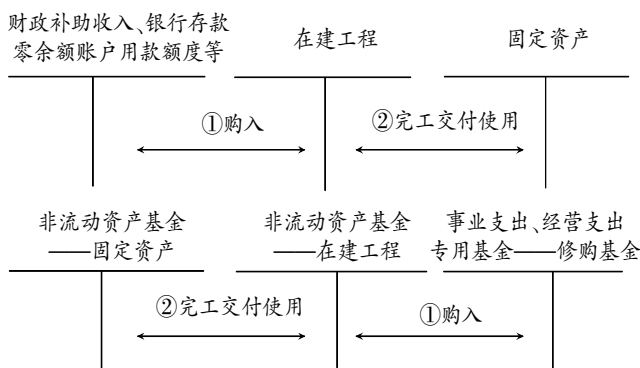 财政补助收入、银行存款
零余额账户用款额度等
在建工程
固定资产
①购入
②完工交付使用
非流动资产基金
——固定资产
非流动资产基金
——在建工程
事业支出、经营支出
专用基金——修购基金
②完工交付使用
①购入